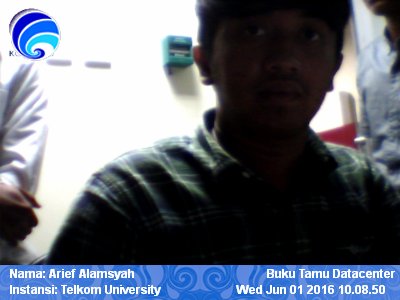 Nama: Arief Alamsyah Buku Tamu Datacenter
Instansi: Telkom University Wed Jun 01 2016 10.08.50